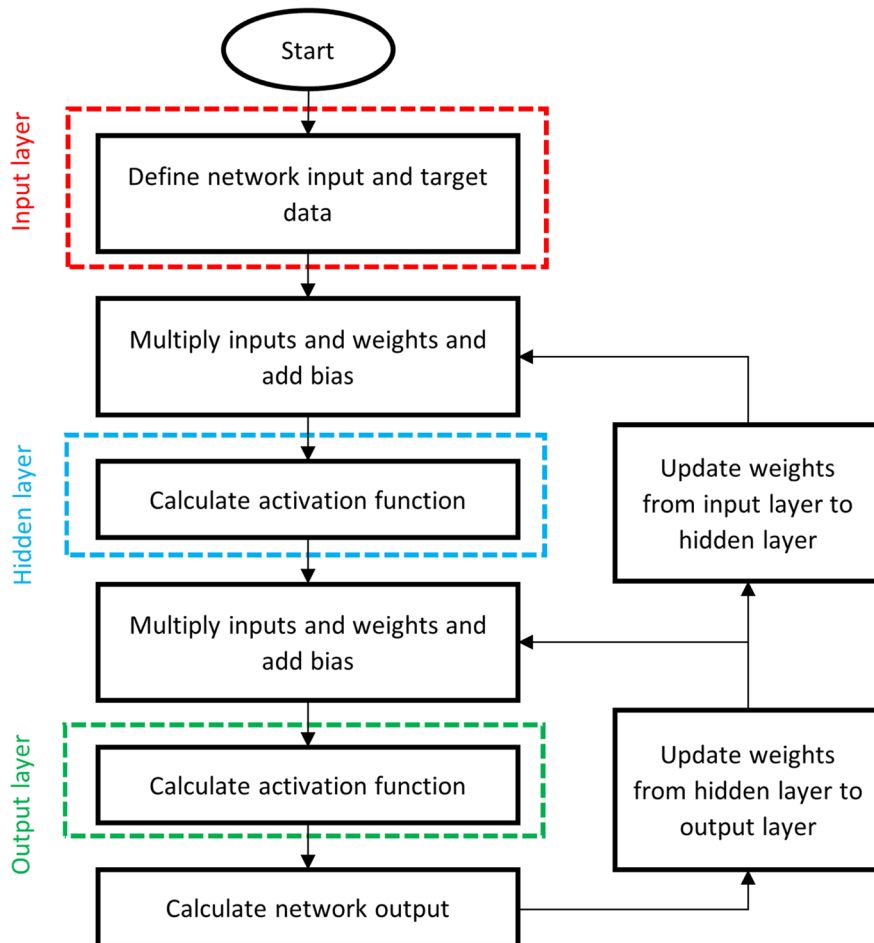 Start
Input layer
Define network input and target
data
Multiply inputs and weights and
add bias
Hidden layer
Calculate activation function
Update weights
from input layer to
hidden layer
Multiply inputs and weights and
add bias
Output layer
Calculate activation function
Update weights
from hidden layer to
output layer
Calculate network output